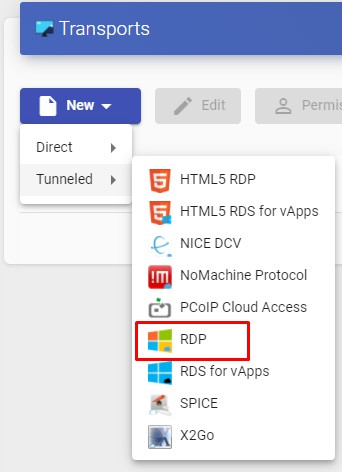 Transports
New
Edit
Permis
Direct
Tunneled
HTML5 RDP
HTML5 RDS for vApps
NICE DCV
NoMachine Protocol
PCoIP Cloud Access
RDP
RDS for vApps
SPICE
X2Go